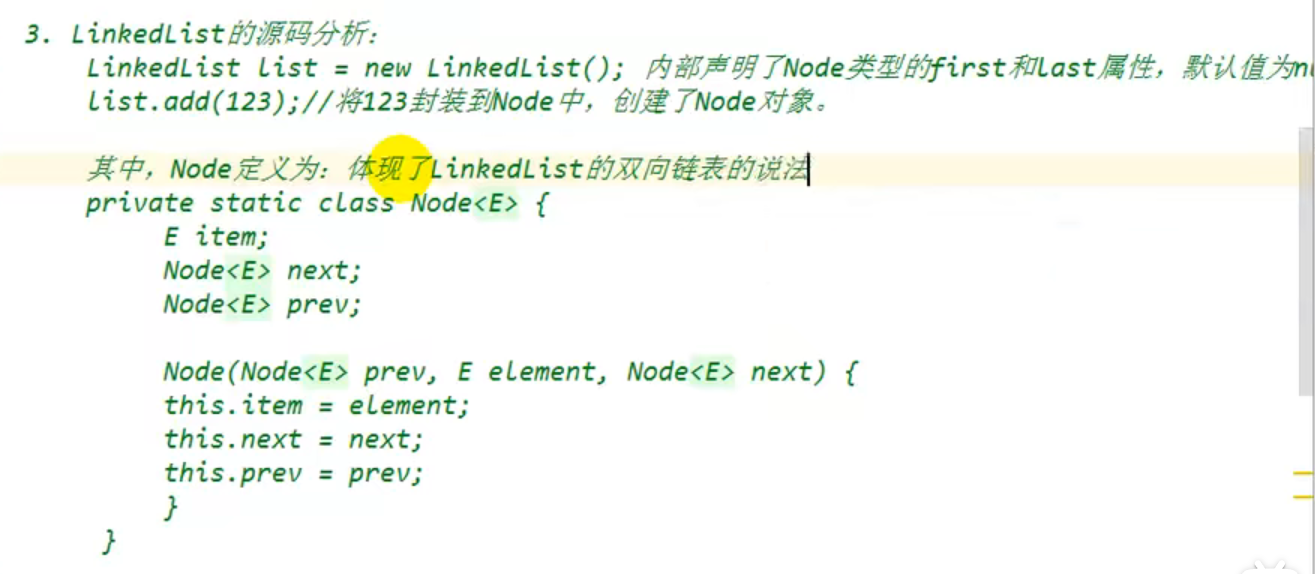 3. LinkedList的源码分析：
LinkedList list = new LinkedList(); 内部声明了Node类型的first和last属性，默认值为nu
list.add(123);//将123封装到Node中，创建了Node对象。
其中，Node定义为：体现了LinkedList的双向链表的说法
private static class Node<E> {
E item;
Node<E> next;
Node<E> prev;
Node(Node<E> prev, E element, Node<E> next) {
this.item = element;
this.next = next;
this.prev = prev;
}
}